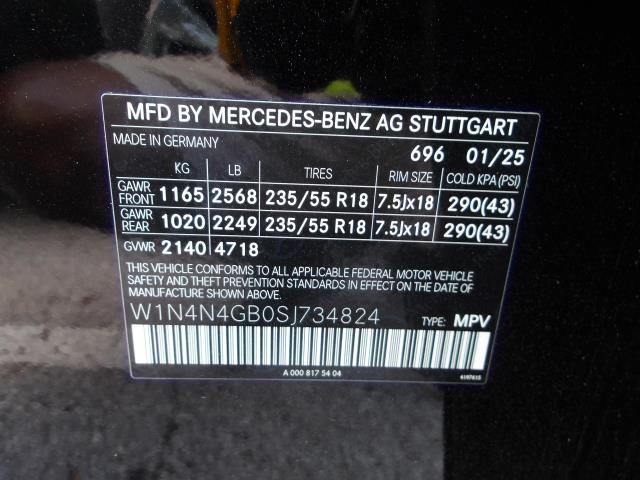 MFD BY MERCEDES-BENZ AG STUTTGART
MADE IN GERMANY 696 01/25
KG LB TIRES RIM SIZE COLD KPA (PSI)
GAWR FRONT 1165 2568 235/55 R18 7.5Jx18 290(43)
GAWR REAR 1020 2249 235/55 R18 7.5Jx18 290(43)
GVWR 2140 4718
THIS VEHICLE CONFORMS TO ALL APPLICABLE FEDERAL MOTOR VEHICLE
SAFETY AND THEFT PREVENTION STANDARDS IN EFFECT ON THE DATE
OF MANUFACTURE SHOWN ABOVE.
W1N4N4GB0SJ734824 TYPE: MPV
A 000 817 54 04